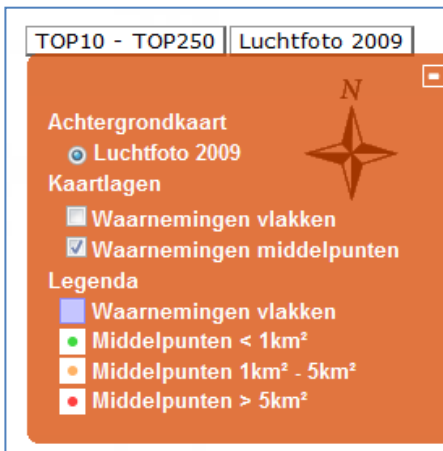 TOP10 - TOP250 Luchtfoto 2009
N
Achtergrondkaart
Luchtfoto 2009
Kaartlagen
Waarnemingen vlakken
Waarnemingen middelpunten
Legenda
Waarnemingen vlakken
Middelpunten < 1km²
Middelpunten 1km² - 5km²
Middelpunten > 5km²